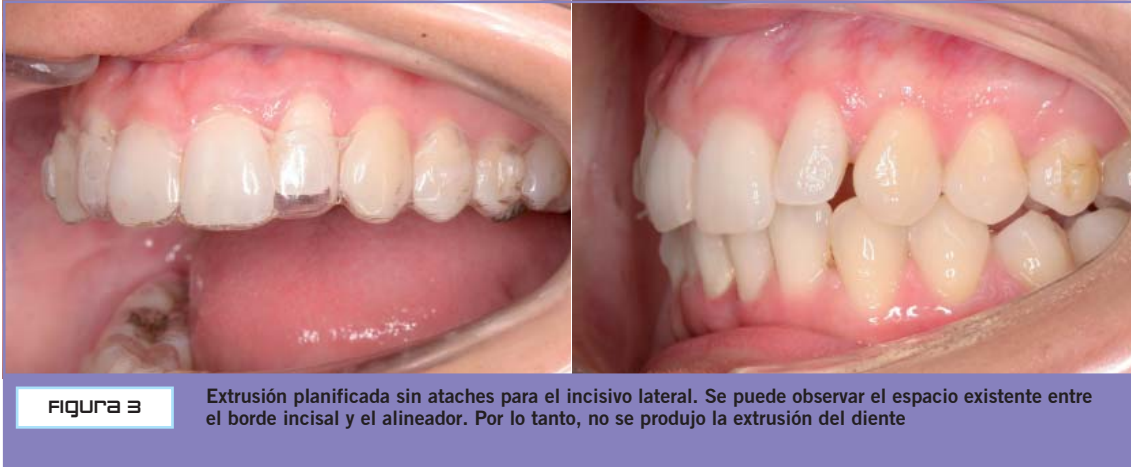 Figura 3
Extrusión planificada sin ataches para el incisivo lateral. Se puede observar el espacio existente entre
el borde incisal y el alineador. Por lo tanto, no se produjo la extrusión del diente